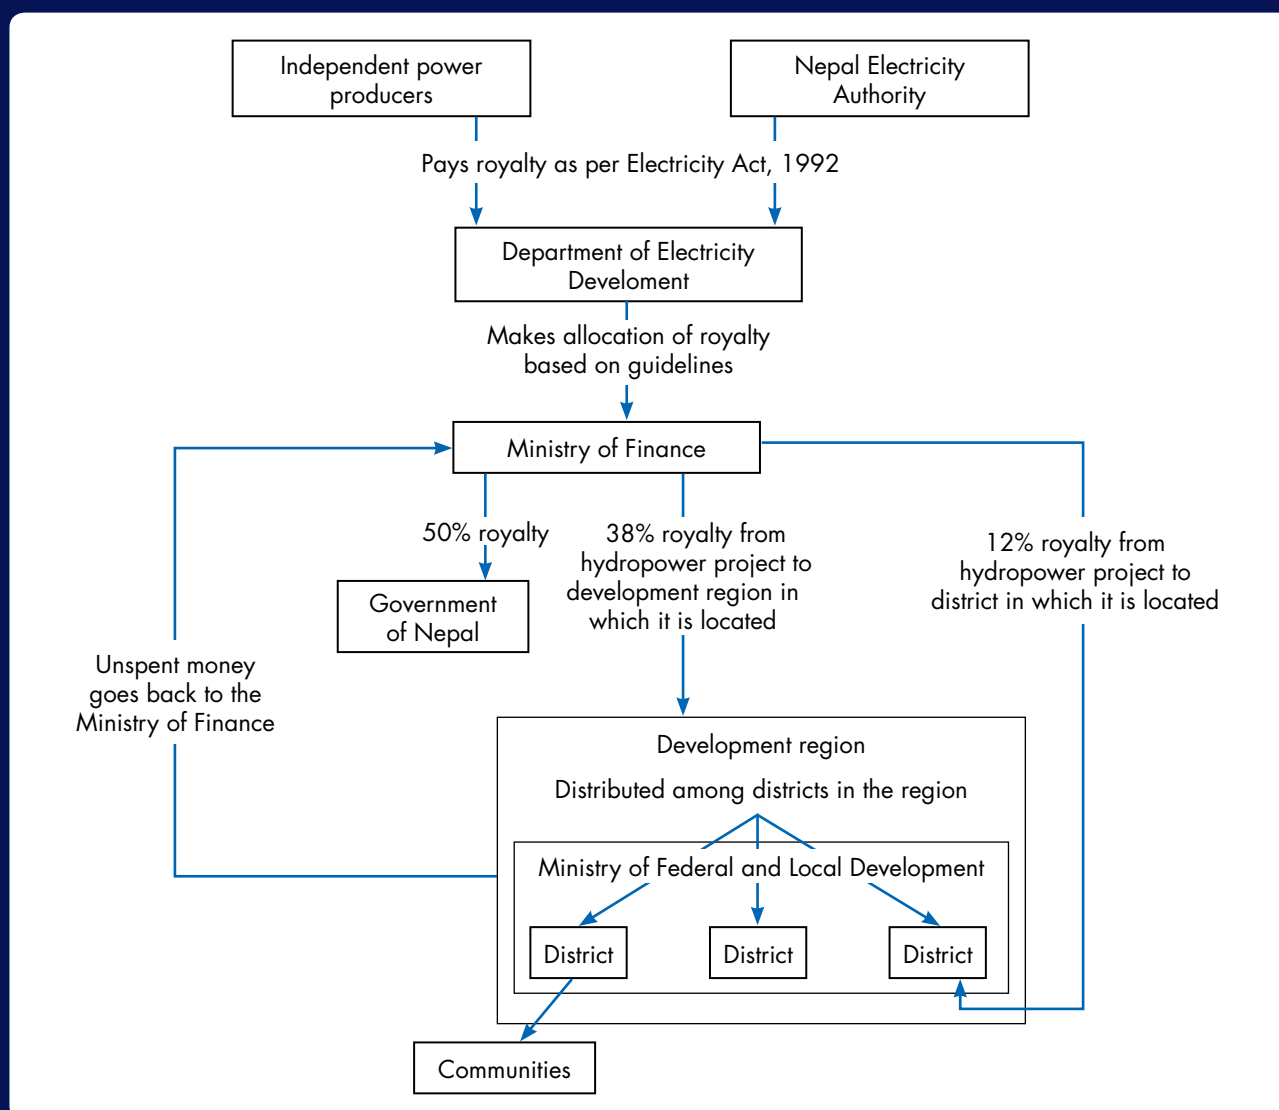 Independent power
producers
Nepal Electricity
Authority
Pays royalty as per Electricity Act, 1992
Department of Electricity
Develoment
Makes allocation of royalty
based on guidelines
Ministry of Finance
50% royalty
38% royalty from
hydropower project to
development region in
which it is located
12% royalty from
hydropower project to
district in which it is located
Government
of Nepal
Unspent money
goes back to the
Ministry of Finance
Development region
Distributed among districts in the region
Ministry of Federal and Local Development
District
District
District
Communities